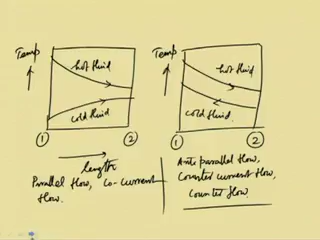 Temp
hot fluid
cold fluid
1
2
length
Parallel flow, Co-current
flow.
Temp
hot fluid
cold fluid.
1
2
Anti parallel flow,
Counter current flow,
Counter flow.